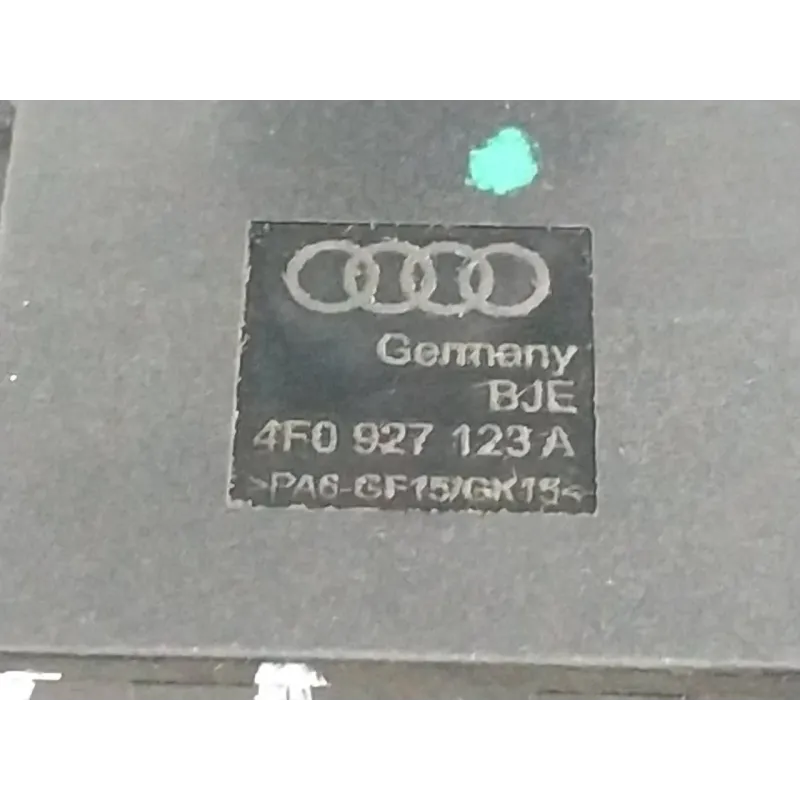 Germany
BJE
4F0 927 123 A
>PA6-GF15/GK15<